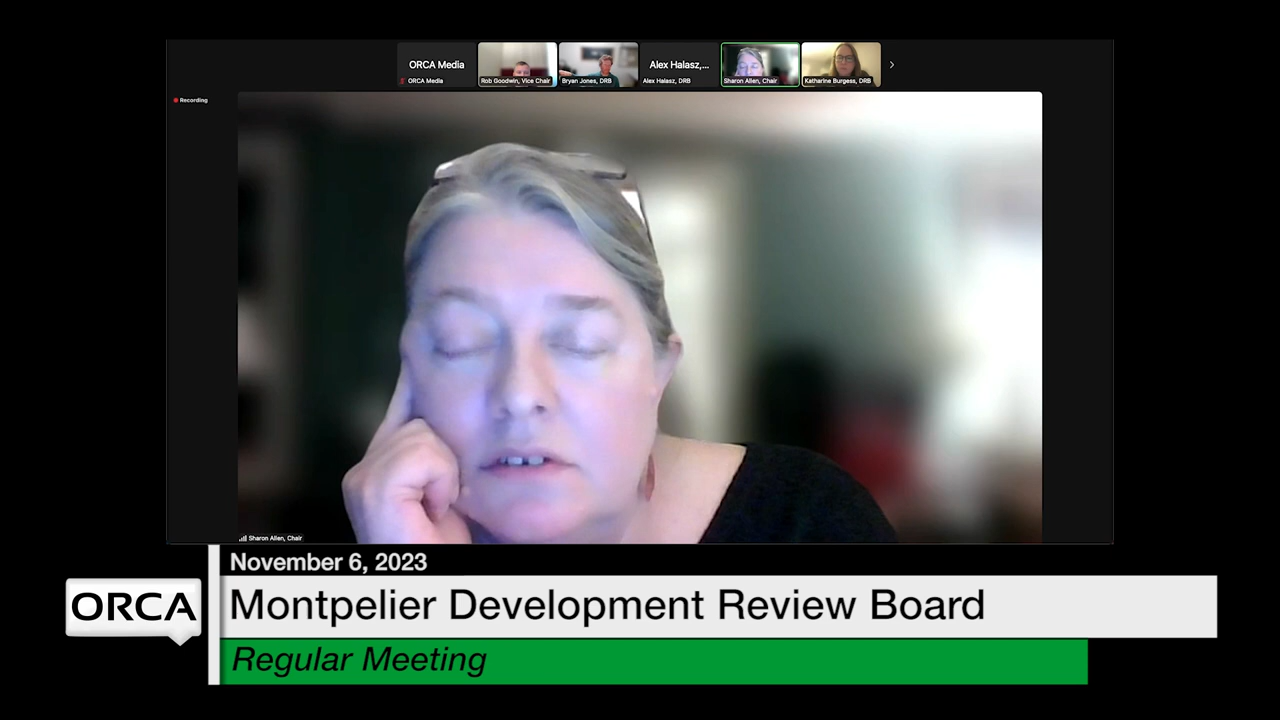 ORCA Media
Alex Halasz,...
ORCA Media
Rob Goodwin, Vice Chair
Bryan Jones, DRB
Alex Halasz, DRB
Sharon Allen, Chair
Katharine Burgess, DRB
Recording
Sharon Allen, Chair
November 6, 2023
ORCA
Montpelier Development Review Board
Regular Meeting